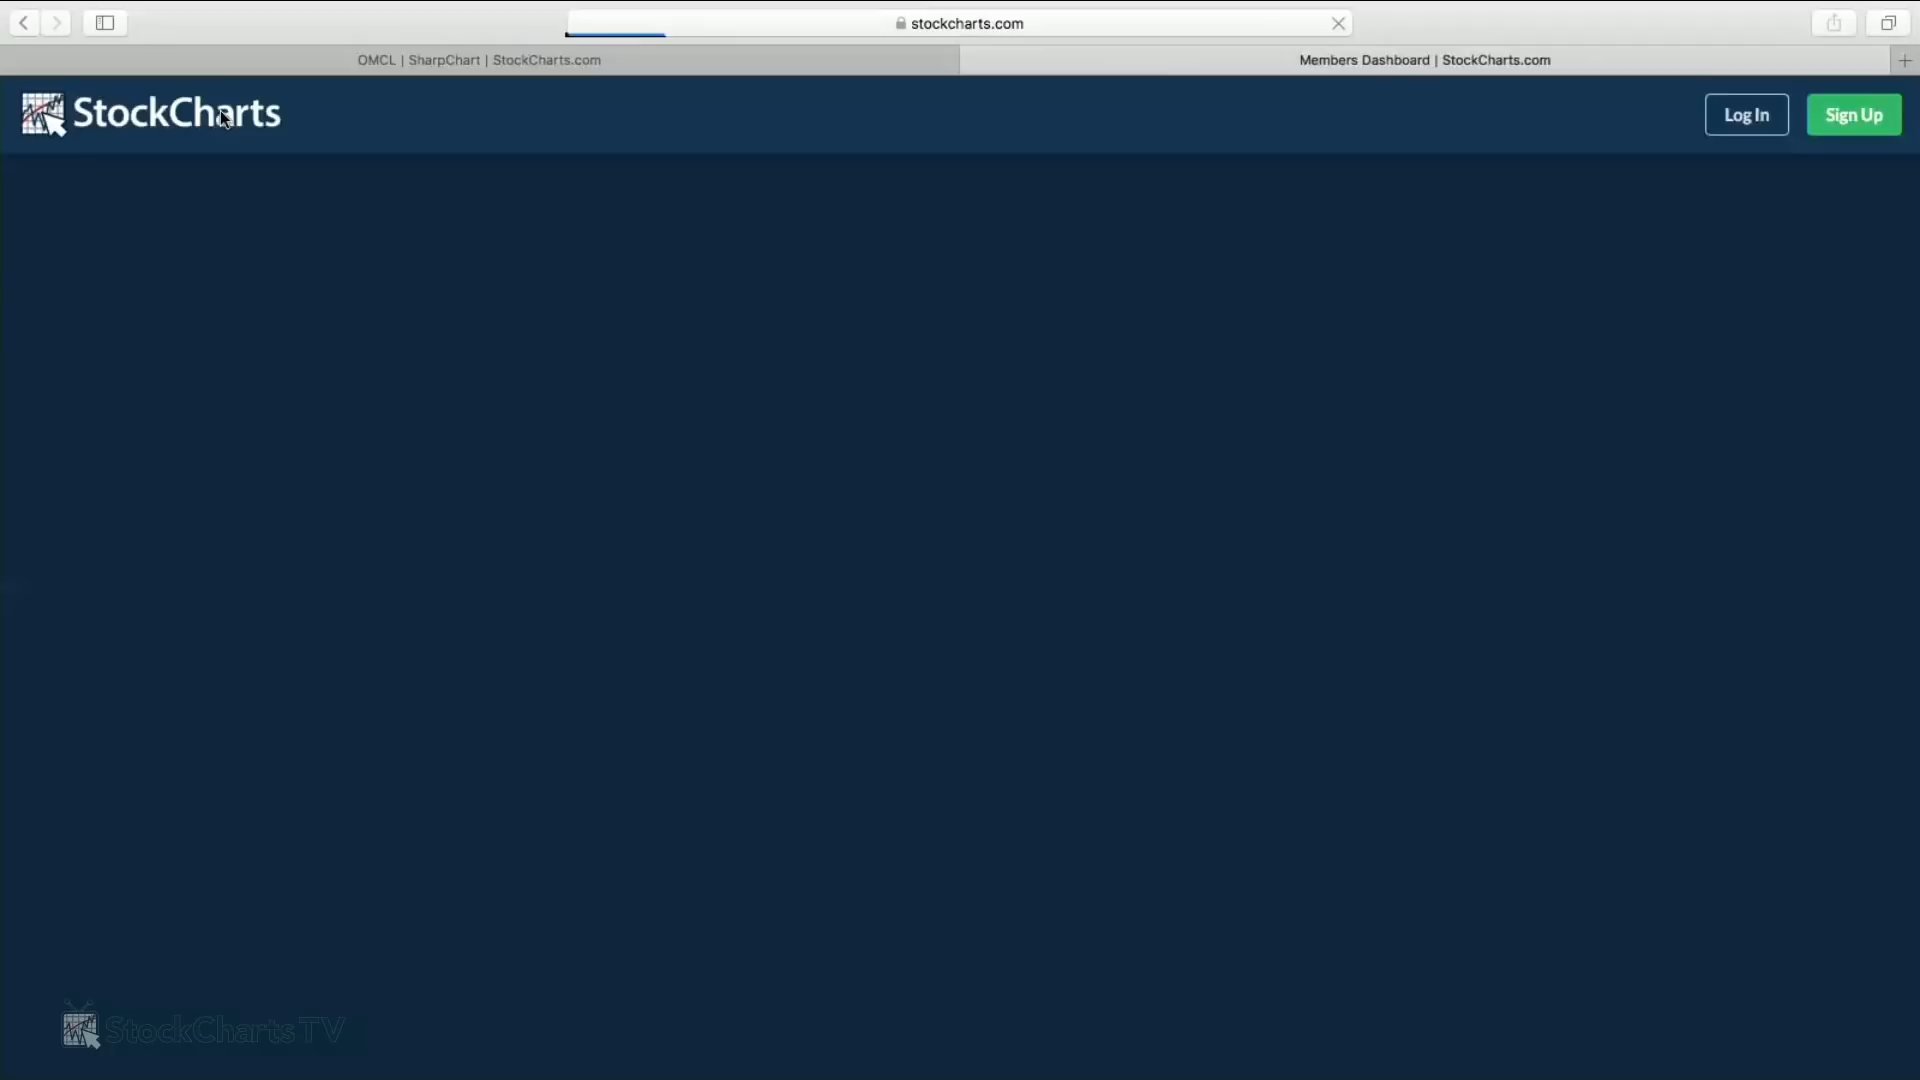 stockcharts.com
OMCL | SharpChart | StockCharts.com
Members Dashboard | StockCharts.com
StockCharts
Log In
Sign Up
StockCharts TV